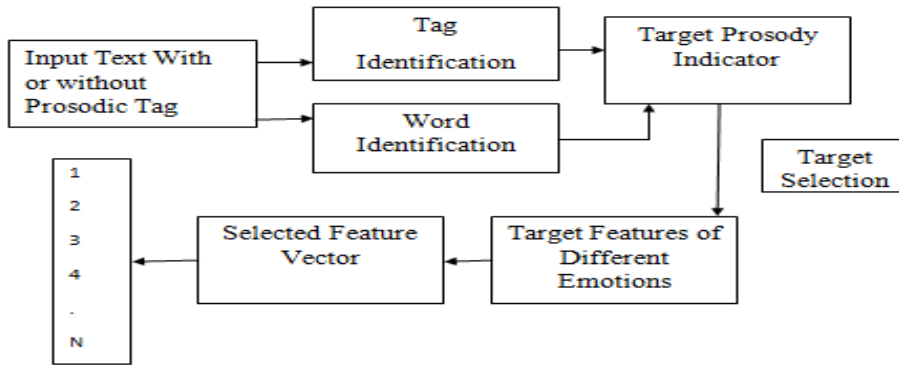 Input Text With
or without
Prosodic Tag
Tag
Identification
Word
Identification
Target Prosody
Indicator
Target
Selection
Target Features of
Different
Emotions
Selected Feature
Vector
1
2
3
4
.
N